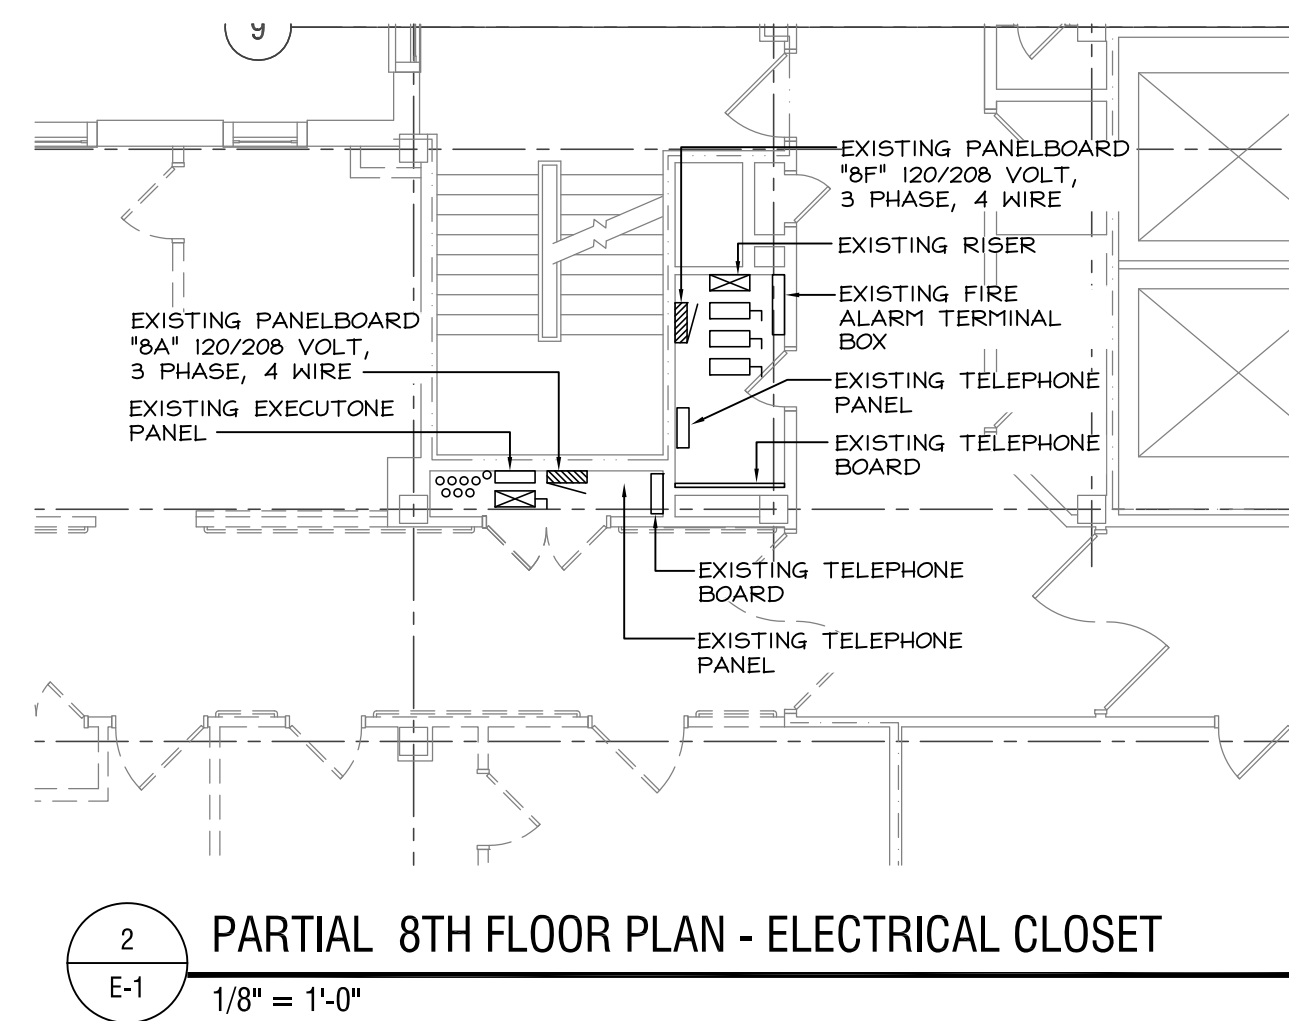 9
EXISTING PANELBOARD
"8F" 120/208 VOLT,
3 PHASE, 4 WIRE
EXISTING RISER
EXISTING FIRE
ALARM TERMINAL
BOX
EXISTING PANELBOARD
"8A" 120/208 VOLT,
3 PHASE, 4 WIRE
EXISTING EXECUTONE
PANEL
EXISTING TELEPHONE
PANEL
EXISTING TELEPHONE
BOARD
EXISTING TELEPHONE
BOARD
EXISTING TELEPHONE
PANEL
2
E-1
PARTIAL 8TH FLOOR PLAN - ELECTRICAL CLOSET
1/8" = 1'-0"